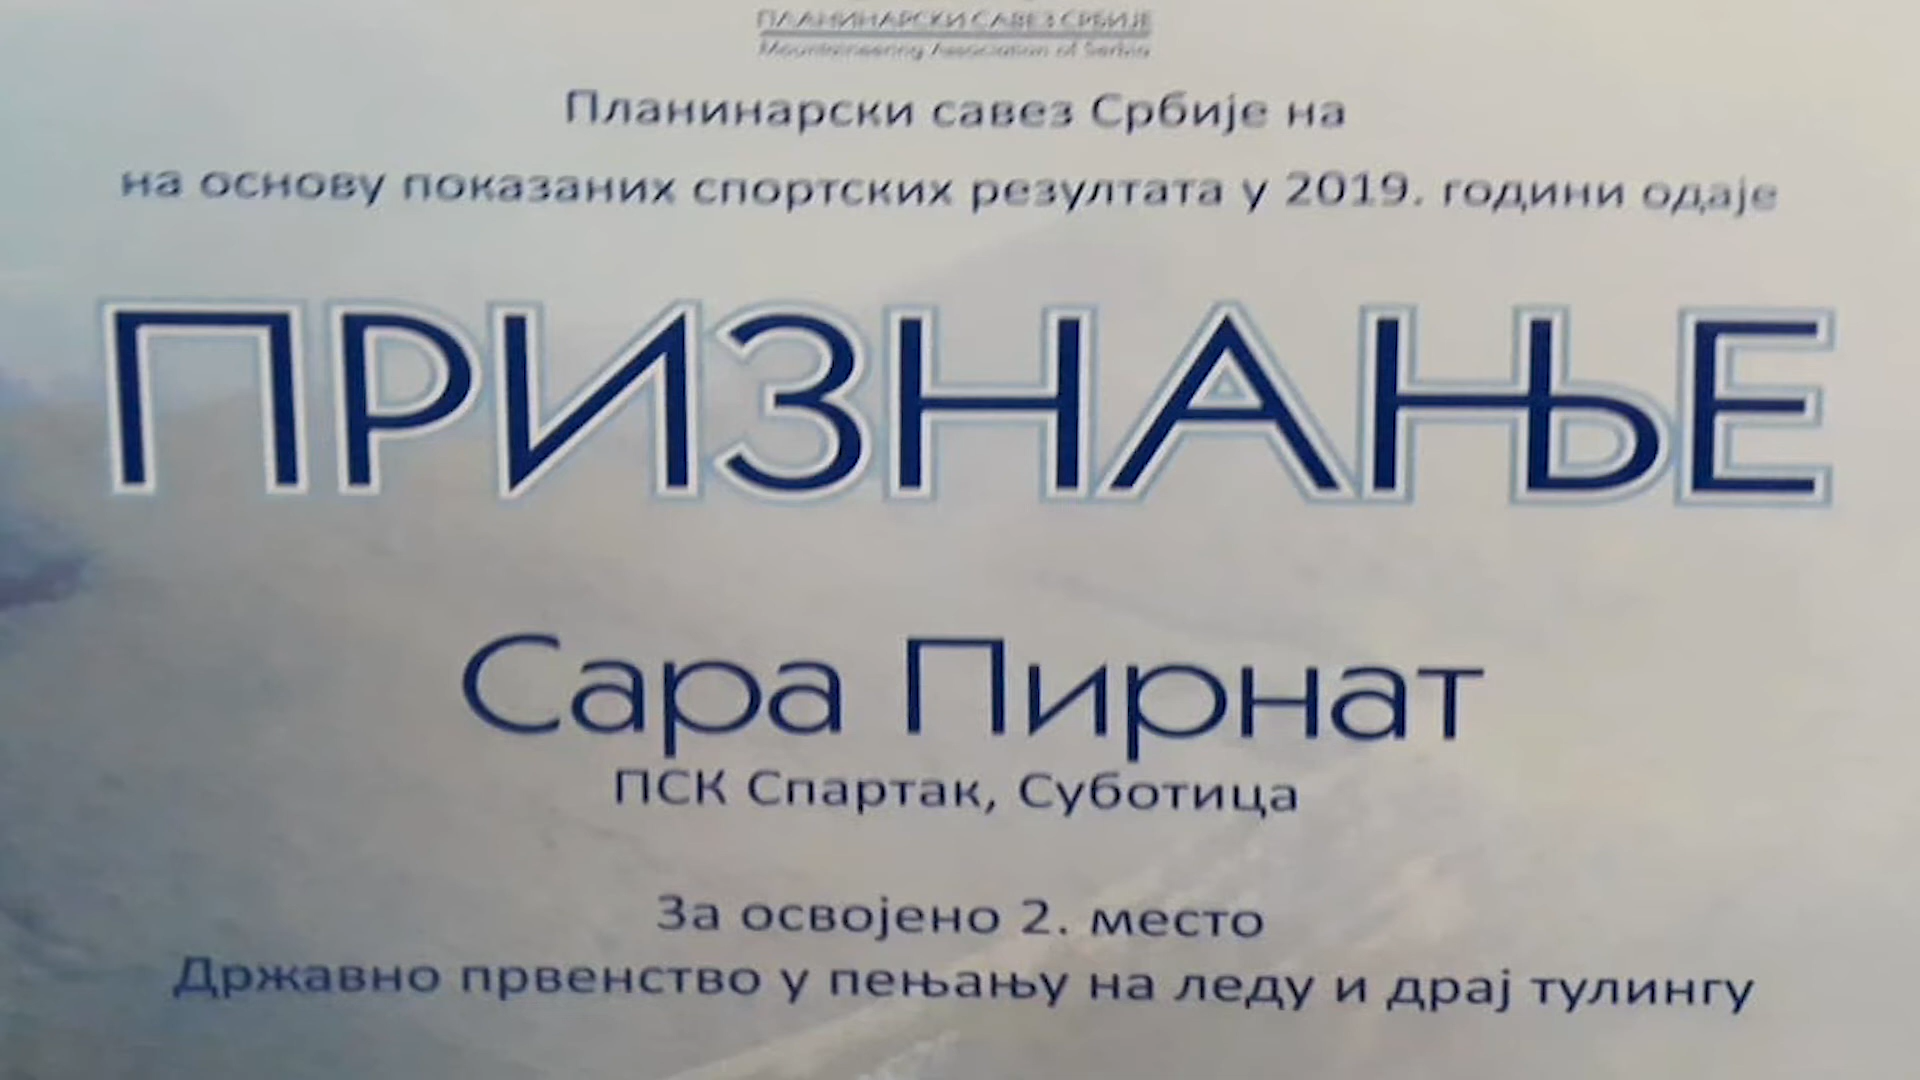 ПЛАНИНАРСКИ САВЕЗ СРБИЈЕ
Mountaineering Association of Serbia
Планинарски савез Србије на
на основу показаних спортских резултата у 2019. години одаје
ПРИЗНАЊЕ
Сара Пирнат
ПСК Спартак, Суботица
За освојено 2. место
Државно првенство у пењању на леду и драј тулингу